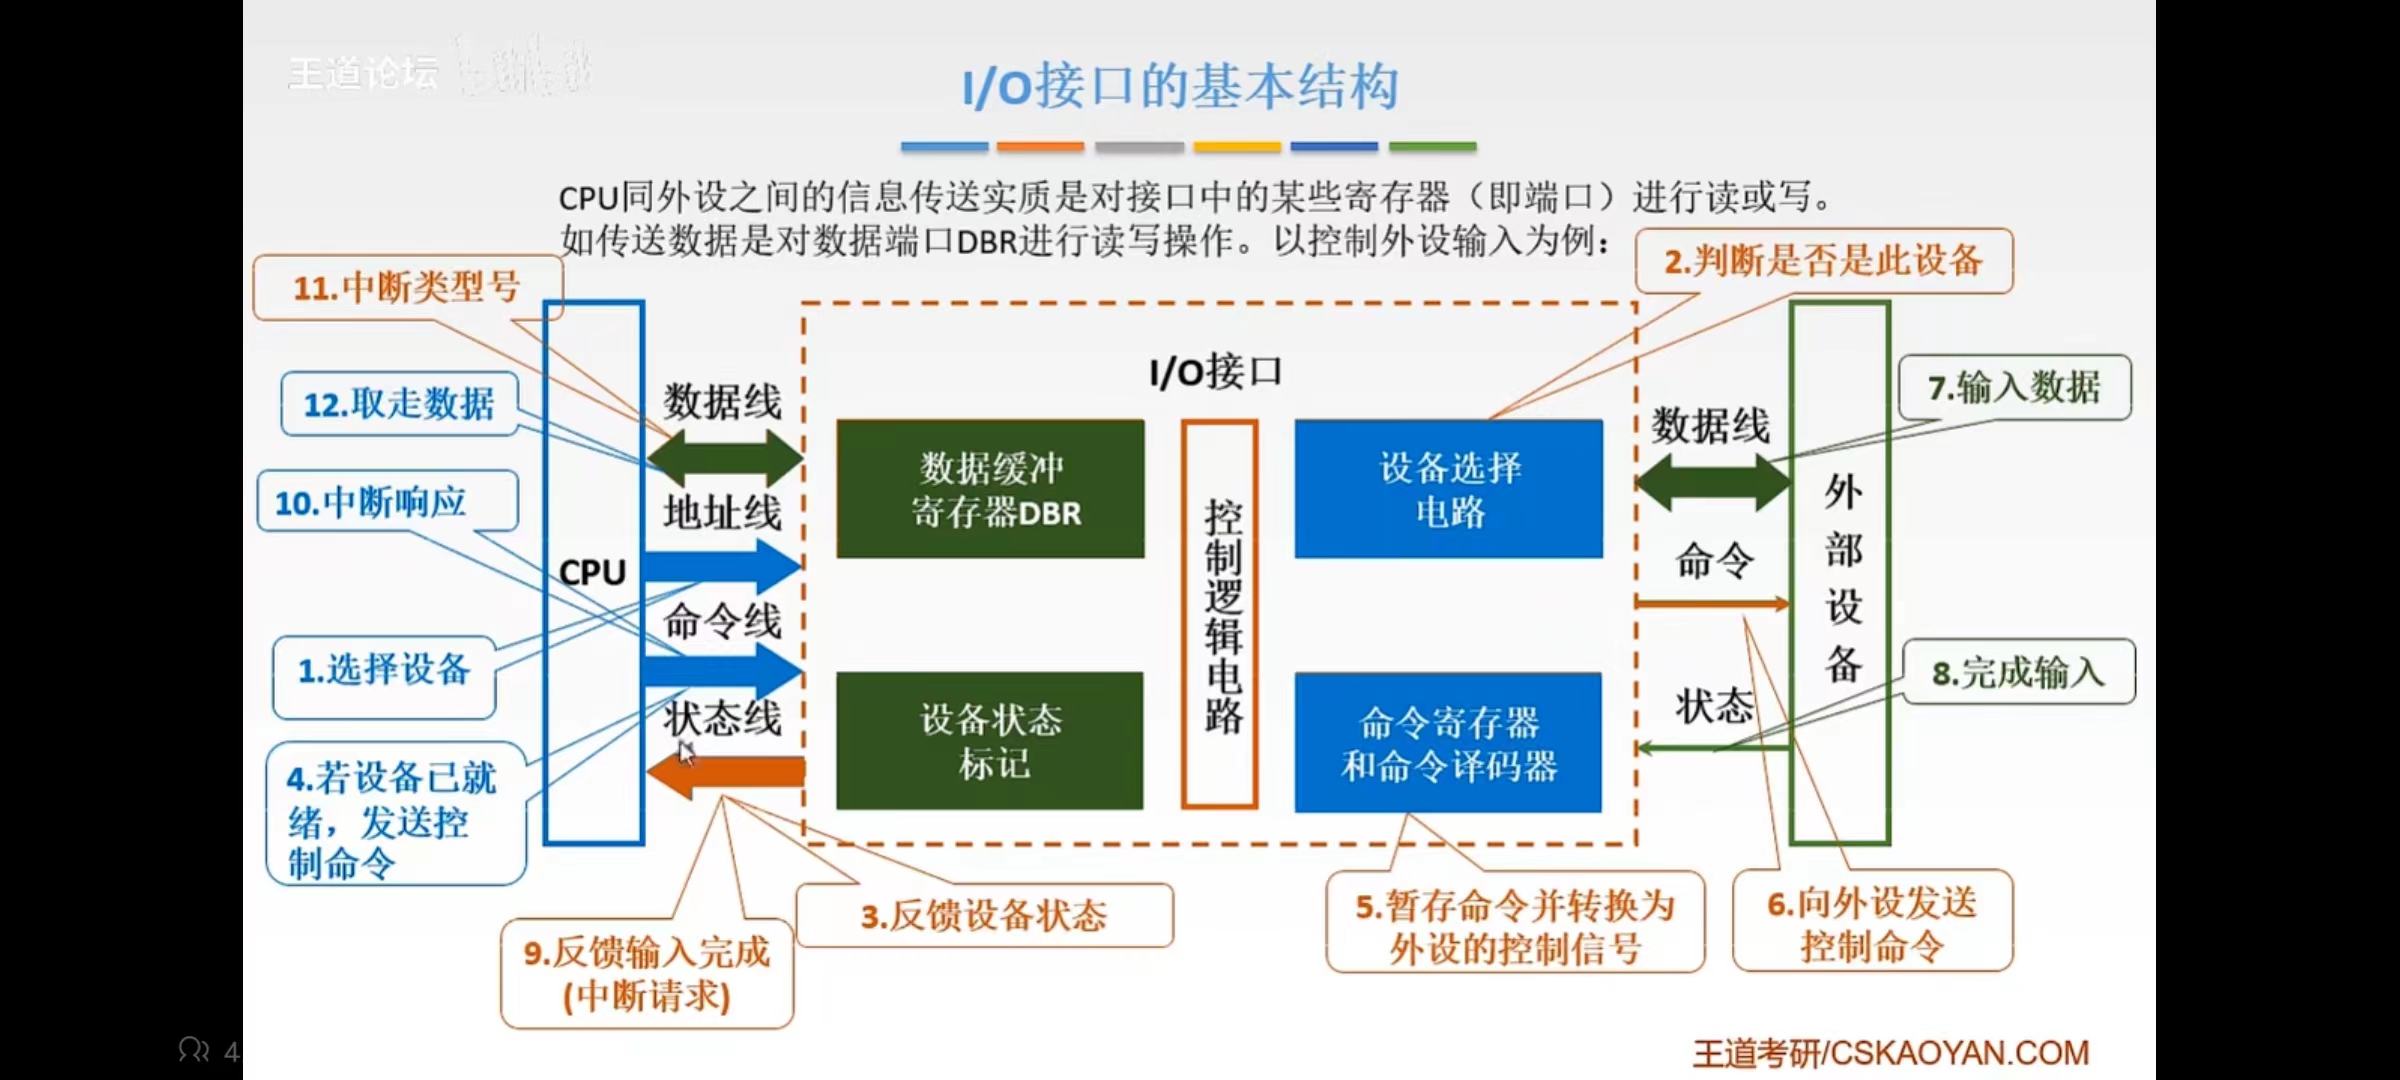 王道论坛
I/O接口的基本结构
CPU同外设之间的信息传送实质是对接口中的某些寄存器（即端口）进行读或写。
如传送数据是对数据端口DBR进行读写操作。以控制外设输入为例：
2.判断是否是此设备
11.中断类型号
I/O接口
12.取走数据
数据线
7.输入数据
数据线
数据缓冲
寄存器DBR
设备选择
电路
10.中断响应
地址线
控制逻辑电路
外部设备
CPU
命令
命令线
1.选择设备
8.完成输入
状态线
状态
设备状态
标记
命令寄存器
和命令译码器
4.若设备已就
绪，发送控
制命令
3.反馈设备状态
5.暂存命令并转换为
外设的控制信号
6.向外设发送
控制命令
9.反馈输入完成
(中断请求)
4
王道考研/CSKAOYAN.COM